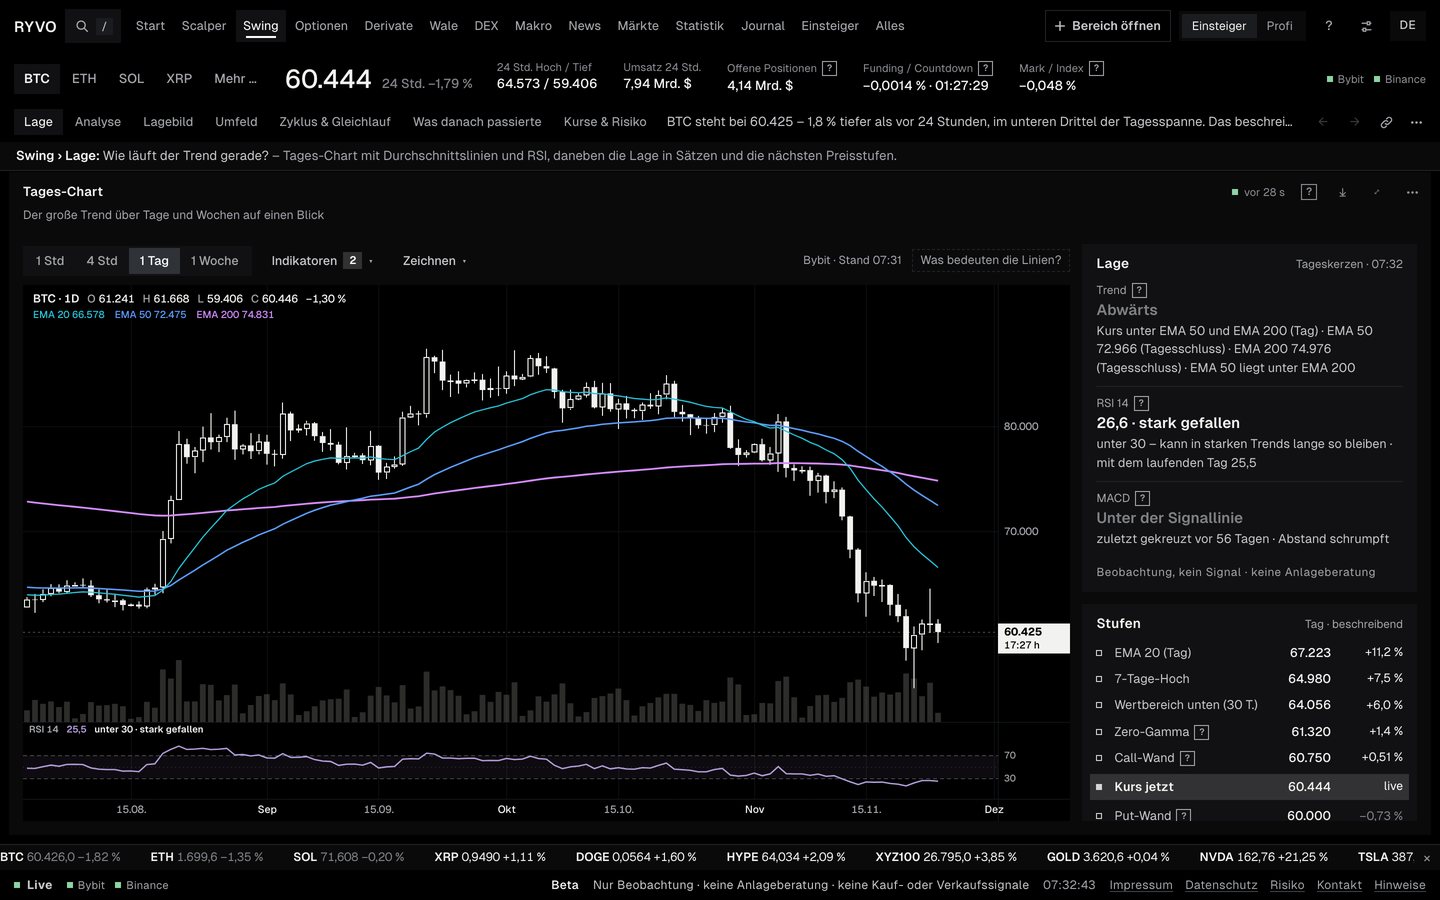 RYVO / Start Scalper Swing Optionen Derivate Wale DEX Makro News Märkte Statistik Journal Einsteiger Alles + Bereich öffnen Einsteiger Profi ? DE
BTC ETH SOL XRP Mehr ... 60.444 24 Std. −1,79 %
24 Std. Hoch / Tief
64.573 / 59.406
Umsatz 24 Std.
7,94 Mrd. $
Offene Positionen ?
4,14 Mrd. $
Funding / Countdown ?
−0,0014 % · 01:27:29
Mark / Index ?
−0,048 %
Bybit Binance
Lage Analyse Lagebild Umfeld Zyklus & Gleichlauf Was danach passierte Kurse & Risiko BTC steht bei 60.425 – 1,8 % tiefer als vor 24 Stunden, im unteren Drittel der Tagesspanne. Das beschrei...
Swing › Lage: Wie läuft der Trend gerade? – Tages-Chart mit Durchschnittslinien und RSI, daneben die Lage in Sätzen und die nächsten Preisstufen.
Tages-Chart
vor 28 s ?
Der große Trend über Tage und Wochen auf einen Blick
1 Std 4 Std 1 Tag 1 Woche Indikatoren 2 Zeichnen Bybit · Stand 07:31 Was bedeuten die Linien?
BTC · 1D O 61.241 H 61.668 L 59.406 C 60.446 −1,30 %
EMA 20 66.578 EMA 50 72.475 EMA 200 74.831
80.000
70.000
60.425
17:27 h
RSI 14 25,5 unter 30 · stark gefallen
70
30
15.08. Sep 15.09. Okt 15.10. Nov 15.11. Dez
Lage Tageskerzen · 07:32
Trend ?
Abwärts
Kurs unter EMA 50 und EMA 200 (Tag) · EMA 50
72.966 (Tagesschluss) · EMA 200 74.976
(Tagesschluss) · EMA 50 liegt unter EMA 200
RSI 14 ?
26,6 · stark gefallen
unter 30 – kann in starken Trends lange so bleiben ·
mit dem laufenden Tag 25,5
MACD ?
Unter der Signallinie
zuletzt gekreuzt vor 56 Tagen · Abstand schrumpft
Beobachtung, kein Signal · keine Anlageberatung
Stufen Tag · beschreibend
EMA 20 (Tag) 67.223 +11,2 %
7-Tage-Hoch 64.980 +7,5 %
Wertbereich unten (30 T.) 64.056 +6,0 %
Zero-Gamma ? 61.320 +1,4 %
Call-Wand ? 60.750 +0,51 %
Kurs jetzt 60.444 live
Put-Wand ? 60.000 −0,73 %
BTC 60.426,0 −1,82 % ETH 1.699,6 −1,35 % SOL 71,608 −0,20 % XRP 0,9490 +1,11 % DOGE 0,0564 +1,60 % HYPE 64,034 +2,09 % XYZ100 26.795,0 +3,85 % GOLD 3.620,6 +0,04 % NVDA 162,76 +21,25 % TSLA 387 ×
Live Bybit Binance Beta Nur Beobachtung · keine Anlageberatung · keine Kauf- oder Verkaufssignale 07:32:43 Impressum Datenschutz Risiko Kontakt Hinweise